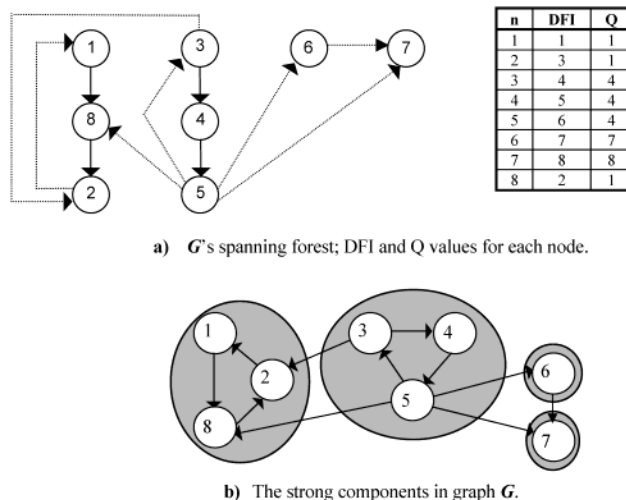 1
3
6
7
8
4
2
5
n DFI Q
1 1 1
2 3 1
3 4 4
4 5 4
5 6 4
6 7 7
7 8 8
8 2 1
a) G's spanning forest; DFI and Q values for each node.
1
3
4
2
6
5
8
7
b) The strong components in graph G.